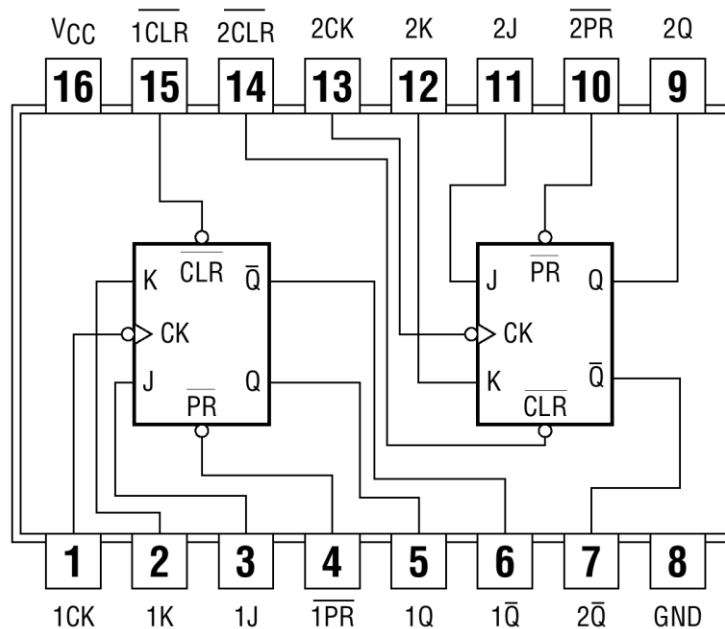 VCC 1CLR 2CLR 2CK 2K 2J 2PR 2Q
16 15 14 13 12 11 10 9
K CLR Q̅ J PR Q
CK CK
J PR Q K CLR Q̅
1 2 3 4 5 6 7 8
1CK 1K 1J 1PR 1Q 1Q̅ 2Q̅ GND